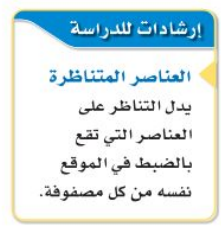 إرشادات للدراسة
العناصر المتناظرة
يدل التناظر على
العناصر التي تقع
بالضبط في الموقع
نفسه من كل مصفوفة.